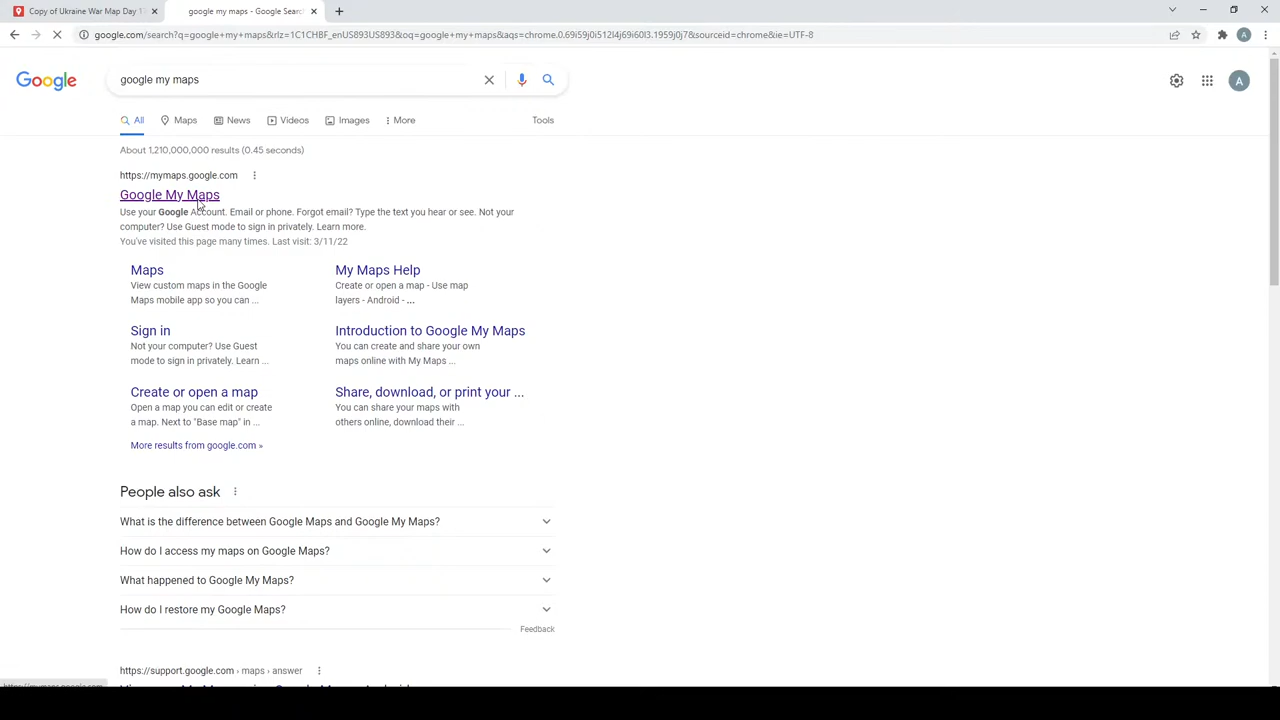 Copy of Ukraine War Map Day 17
google my maps - Google Search
google.com/search?q=google+my+maps&rlz=1C1CHBF_enUS893US893&oq=google+my+maps&aqs=chrome.0.69i59j0i512l4j69i60l3.1959j0j7&sourceid=chrome&ie=UTF-8
A
Google
google my maps
A
All
Maps
News
Videos
Images
More
Tools
About 1,210,000,000 results (0.45 seconds)
https://mymaps.google.com
Google My Maps
Use your Google Account. Email or phone. Forgot email? Type the text you hear or see. Not your
computer? Use Guest mode to sign in privately. Learn more.
You've visited this page many times. Last visit: 3/11/22
Maps
View custom maps in the Google
Maps mobile app so you can ...
My Maps Help
Create or open a map - Use map
layers - Android - ...
Sign in
Not your computer? Use Guest
mode to sign in privately. Learn ...
Introduction to Google My Maps
You can create and share your own
maps online with My Maps ...
Create or open a map
Open a map you can edit or create
a map. Next to "Base map" in ...
Share, download, or print your ...
You can share your maps with
others online, download their ...
More results from google.com »
People also ask
What is the difference between Google Maps and Google My Maps?
How do I access my maps on Google Maps?
What happened to Google My Maps?
How do I restore my Google Maps?
Feedback
https://support.google.com › maps › answer
https://mymaps.google.com